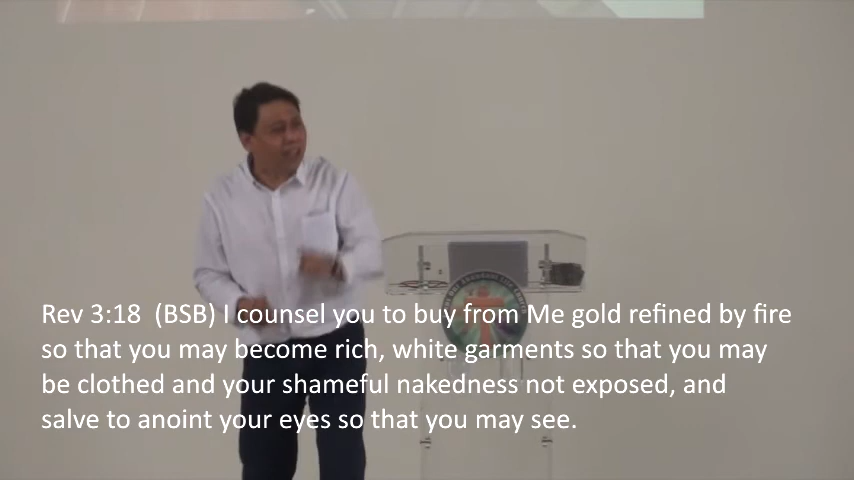 Rev 3:18  (BSB) I counsel you to buy from Me gold refined by fire
so that you may become rich, white garments so that you may
be clothed and your shameful nakedness not exposed, and
salve to anoint your eyes so that you may see.